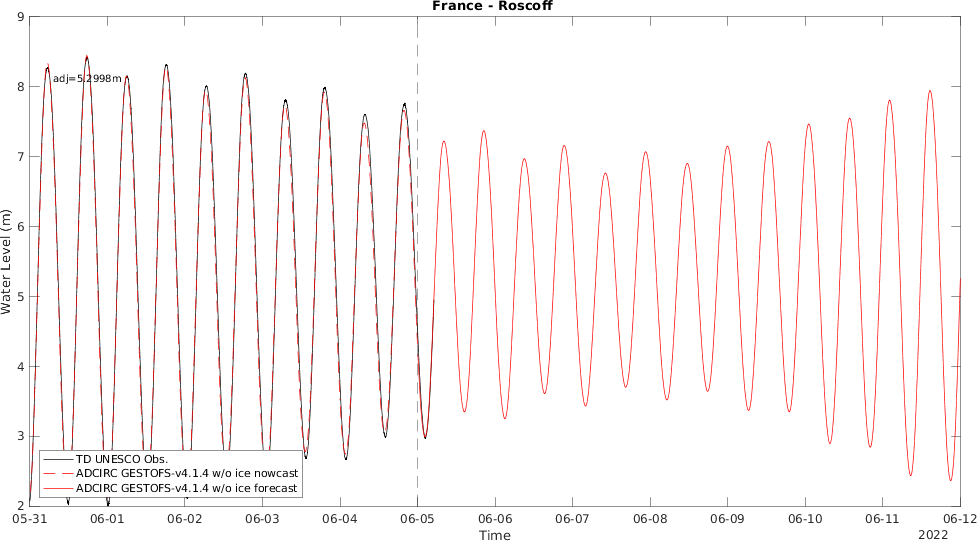 France - Roscoff
9
8
7
6
5
4
3
2
Water Level (m)
adj=5.2998m
TD UNESCO Obs.
ADCIRC GESTOFS-v4.1.4 w/o ice nowcast
ADCIRC GESTOFS-v4.1.4 w/o ice forecast
05-31 06-01 06-02 06-03 06-04 06-05 06-06 06-07 06-08 06-09 06-10 06-11 06-12
Time
2022